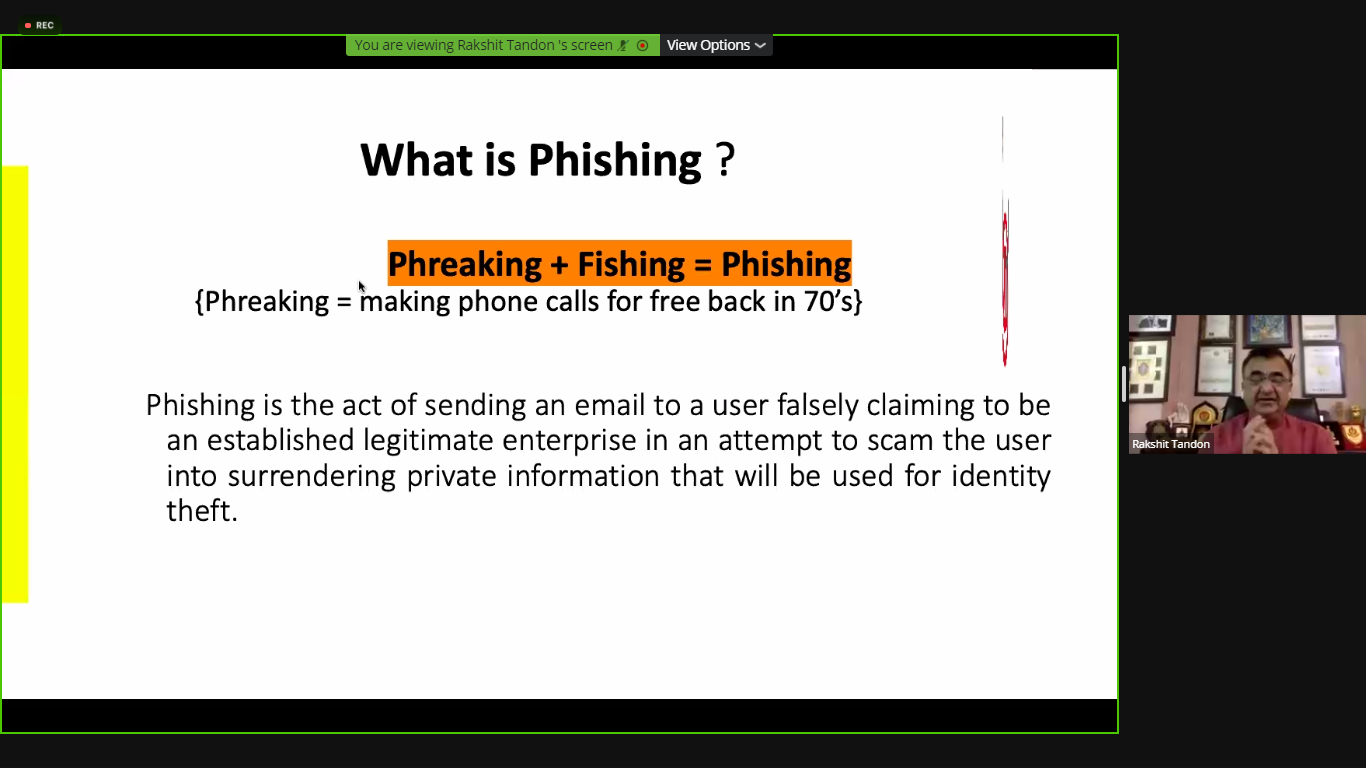 REC
You are viewing Rakshit Tandon 's screen
View Options
What is Phishing ?
Phreaking + Fishing = Phishing
{Phreaking = making phone calls for free back in 70’s}
Phishing is the act of sending an email to a user falsely claiming to be
an established legitimate enterprise in an attempt to scam the user
into surrendering private information that will be used for identity
theft.
Rakshit Tandon